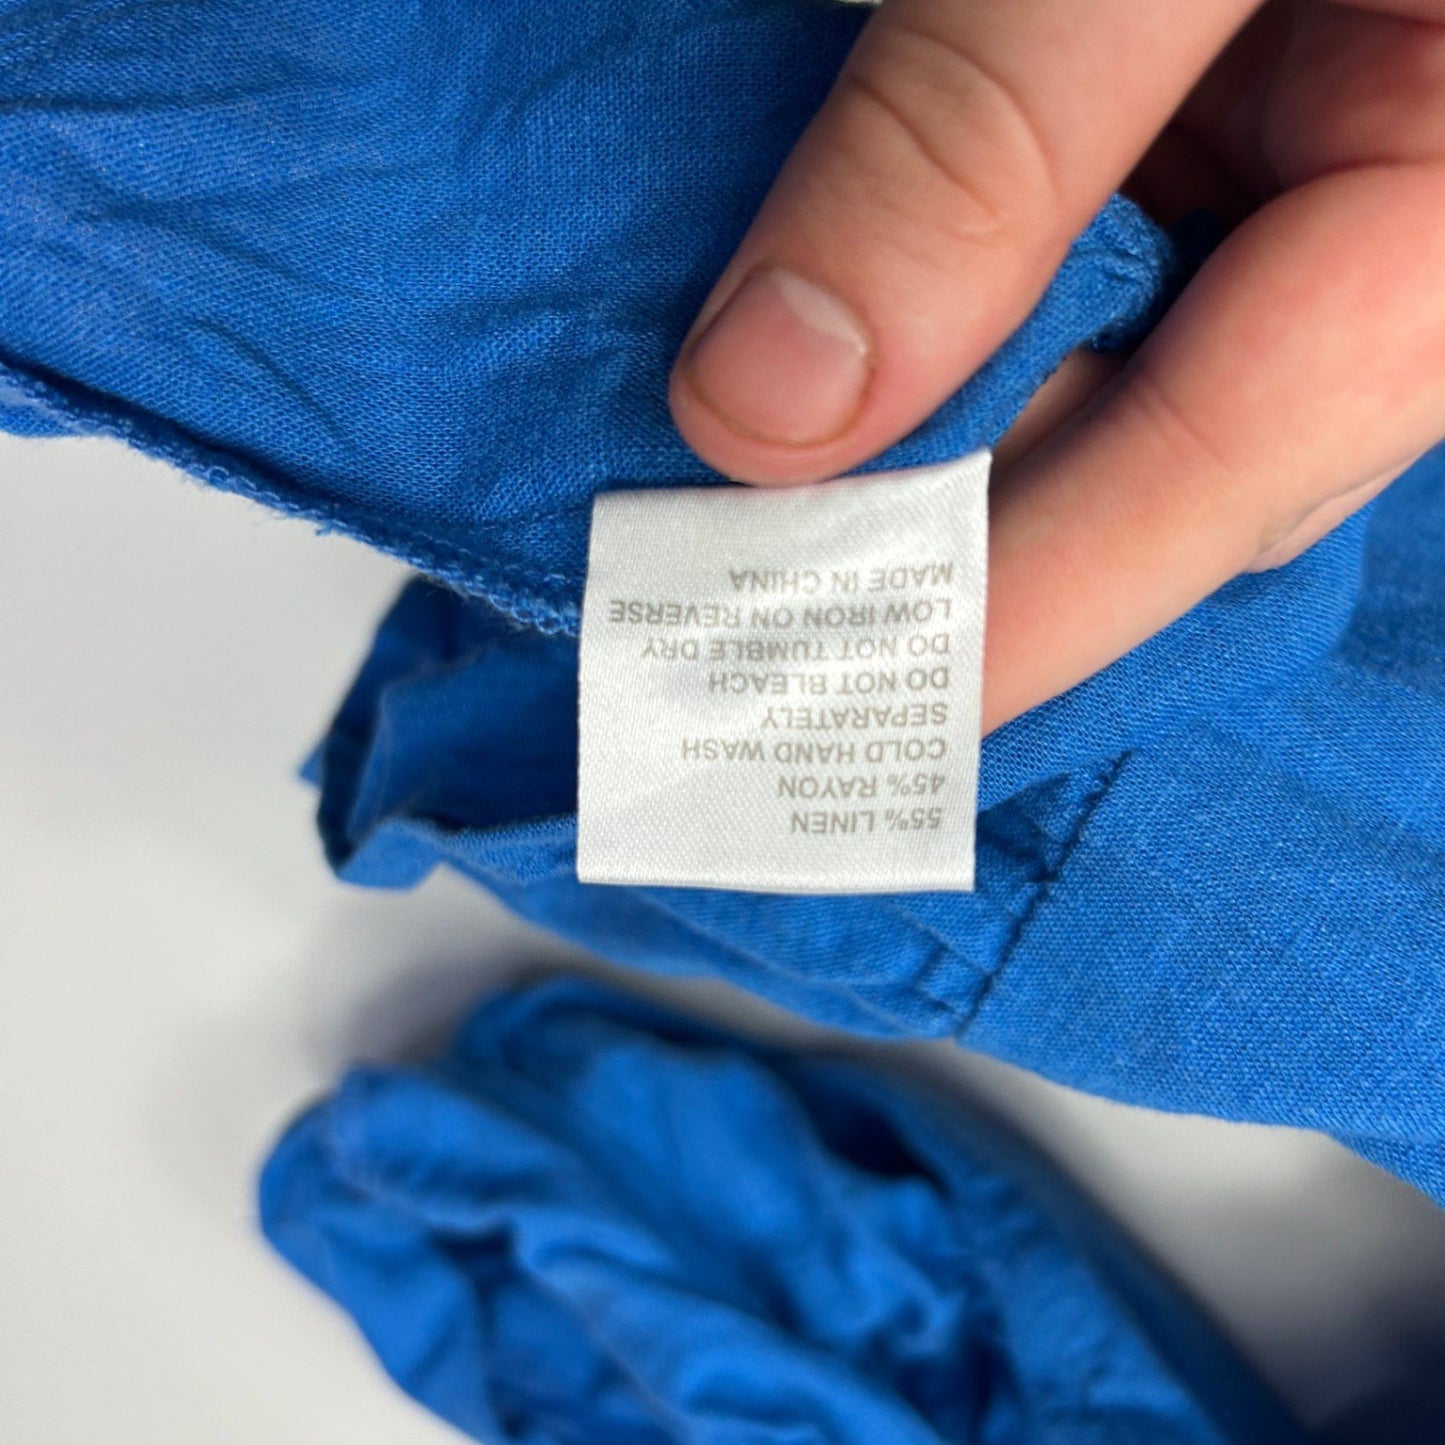 55% LINEN
45% RAYON
COLD HAND WASH
SEPARATELY
DO NOT BLEACH
DO NOT TUMBLE DRY
LOW IRON ON REVERSE
MADE IN CHINA